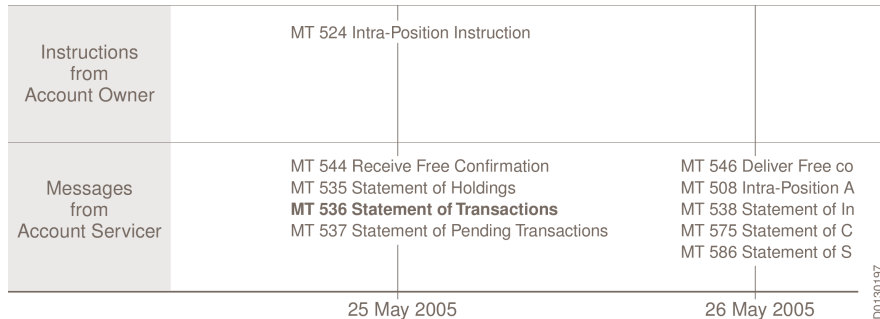 Instructions
from
Account Owner
MT 524 Intra-Position Instruction
Messages
from
Account Servicer
MT 544 Receive Free Confirmation
MT 535 Statement of Holdings
MT 536 Statement of Transactions
MT 537 Statement of Pending Transactions
MT 546 Deliver Free co
MT 508 Intra-Position A
MT 538 Statement of In
MT 575 Statement of C
MT 586 Statement of S
25 May 2005
26 May 2005
D0130197